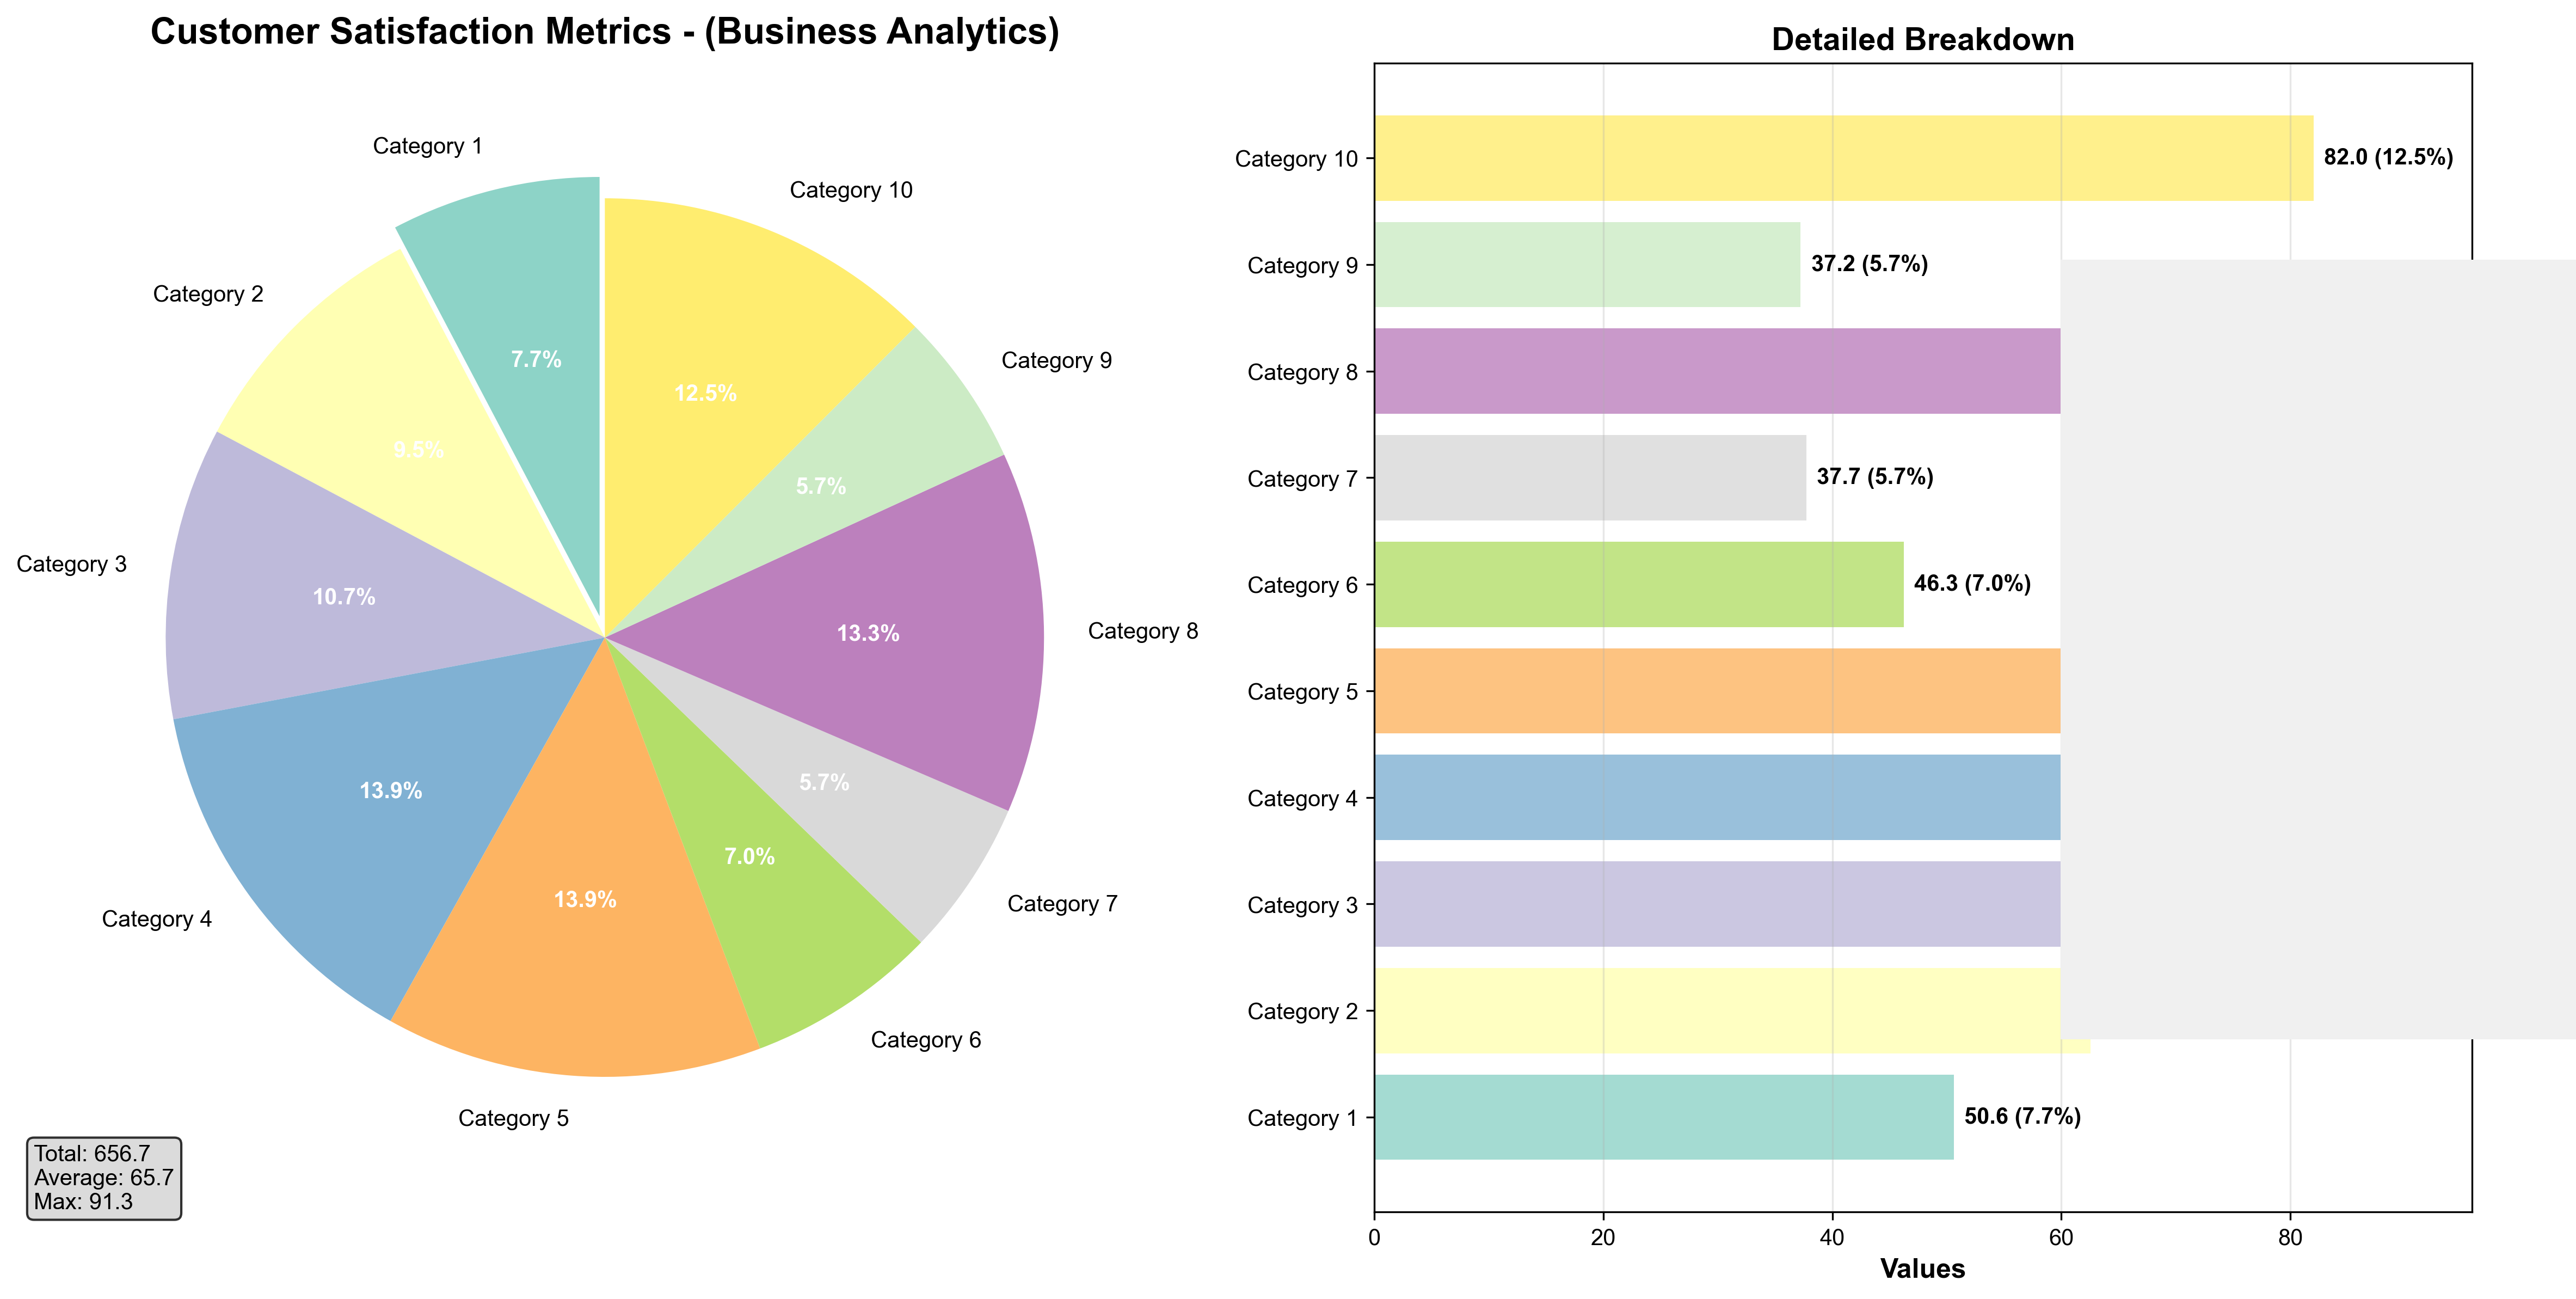 Customer Satisfaction Metrics - (Business Analytics)
Category 1
Category 2
Category 3
Category 4
Category 5
Category 6
Category 7
Category 8
Category 9
Category 10
7.7%
9.5%
10.7%
13.9%
13.9%
7.0%
5.7%
13.3%
5.7%
12.5%
Total: 656.7
Average: 65.7
Max: 91.3
Detailed Breakdown
Category 10
82.0 (12.5%)
Category 9
37.2 (5.7%)
Category 8
Category 7
37.7 (5.7%)
Category 6
46.3 (7.0%)
Category 5
Category 4
Category 3
Category 2
Category 1
50.6 (7.7%)
0
20
40
60
80
Values